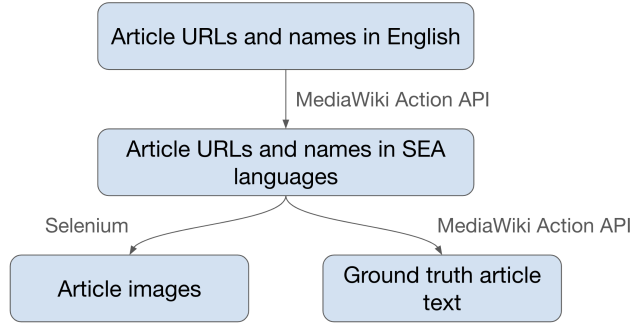 Article URLs and names in English
MediaWiki Action API
Article URLs and names in SEA
languages
Selenium
MediaWiki Action API
Article images
Ground truth article
text